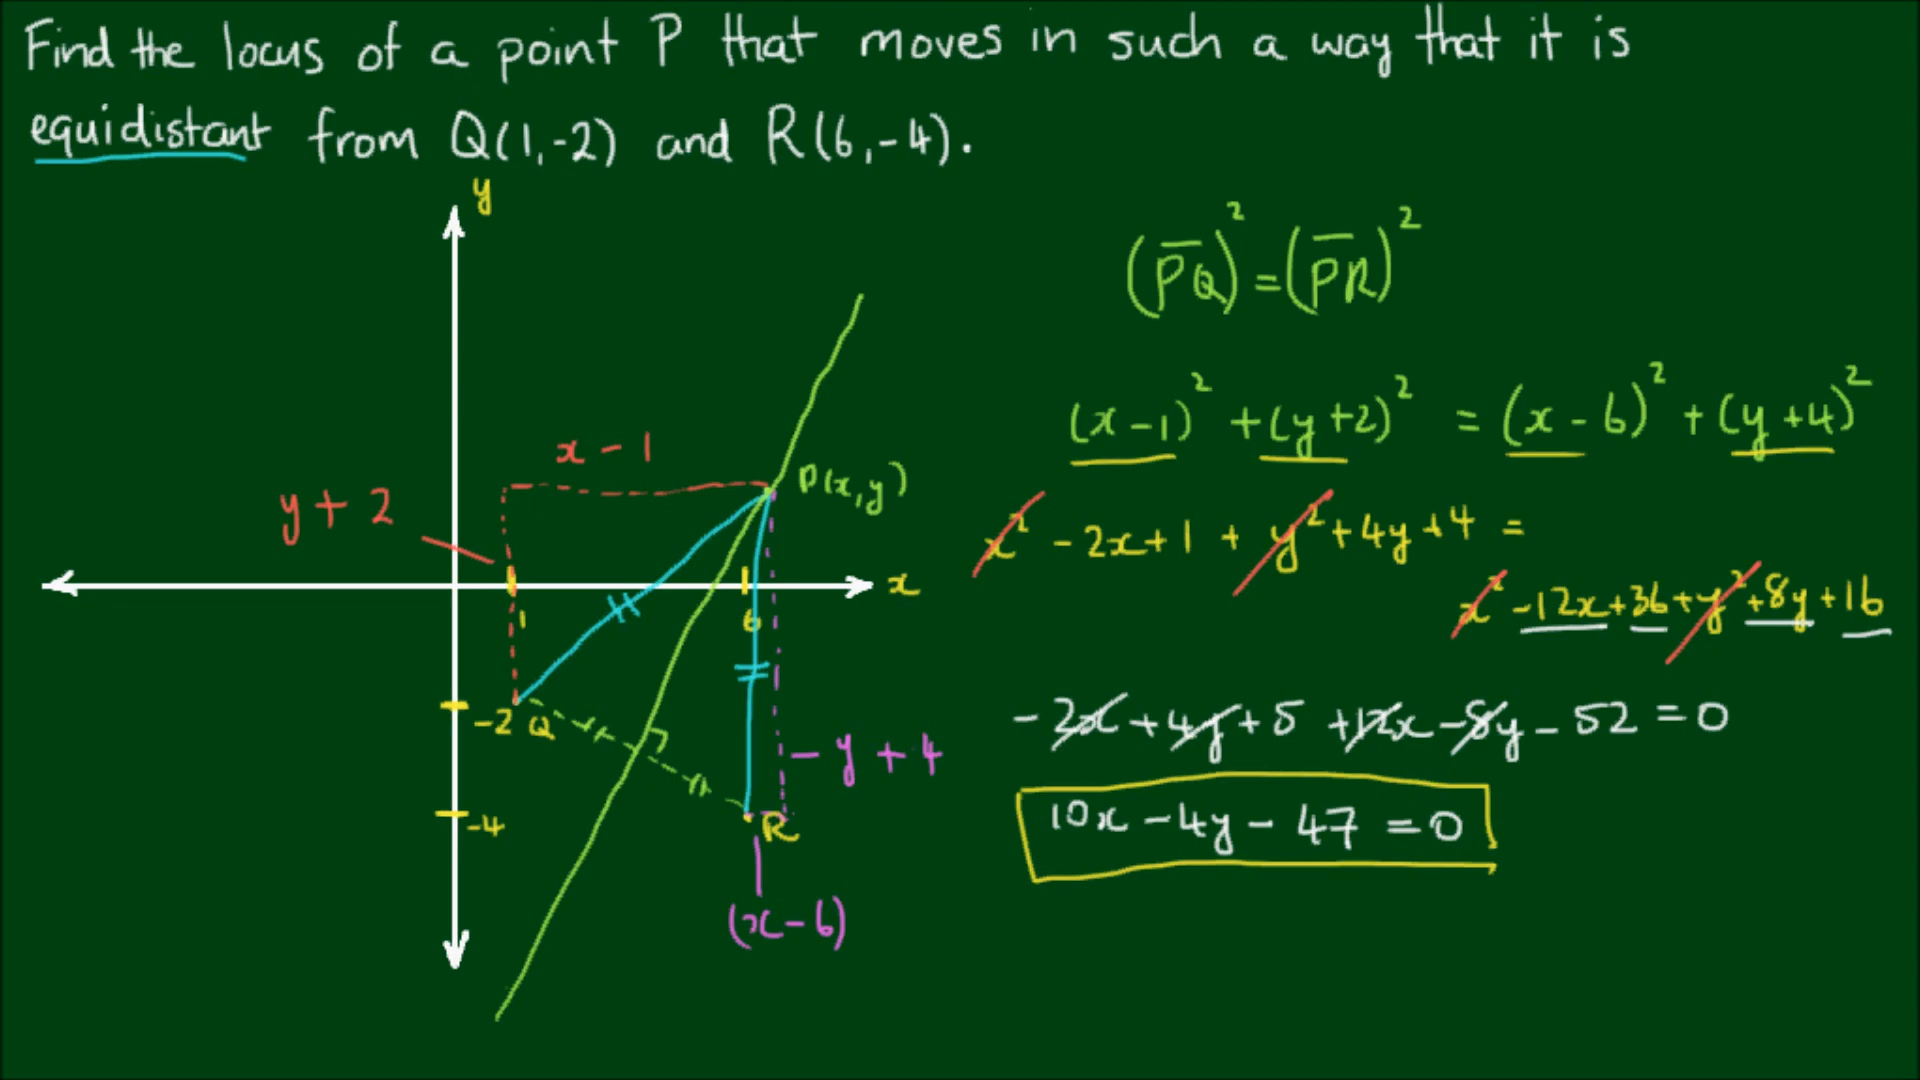 Find the locus of a point P that moves in such a way that it is
equidistant from Q(1,-2) and R(6,-4).
y
(PQ)² = (PR)²
(x-1)² + (y+2)² = (x-6)² + (y+4)²
x - 1
P(x,y)
y + 2
x² - 2x + 1 + y² + 4y + 4 =
x
x² - 12x + 36 + y² + 8y + 16
1
6
-2 Q
-2x + 4y + 5 + 12x - 8y - 52 = 0
- y + 4
-4
R
10x - 4y - 47 = 0
(x-6)